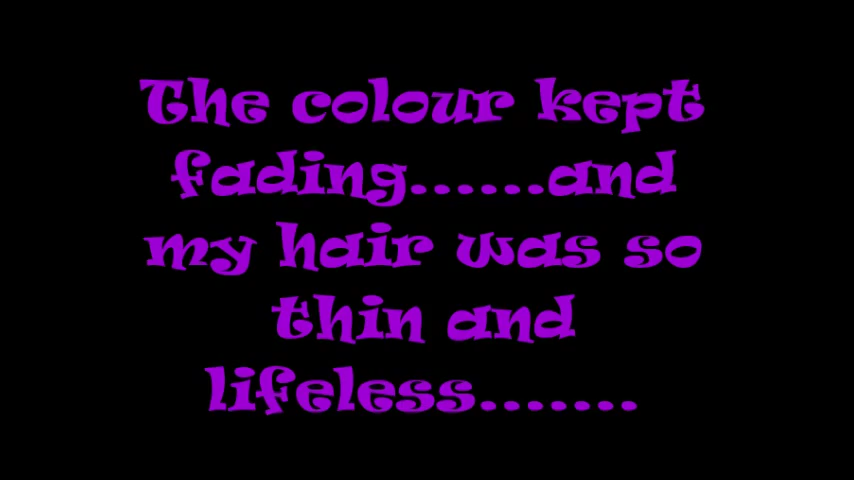 The colour kept
fading......and
my hair was so
thin and
lifeless.......